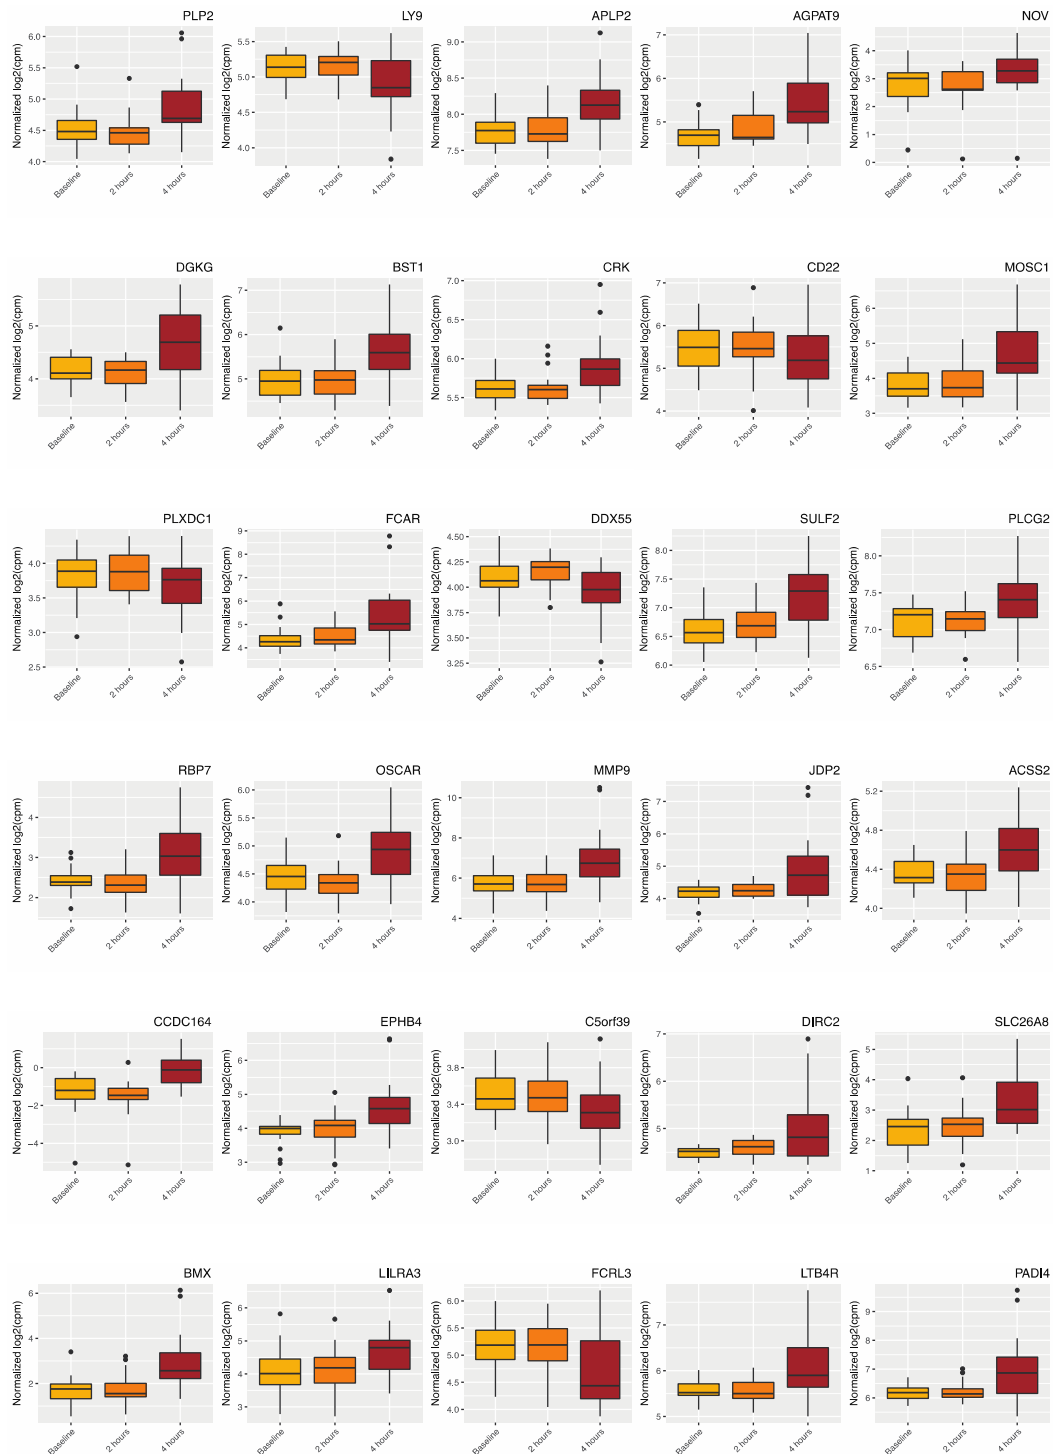 PLP2 LY9 APLP2 AGPAT9 NOV
Normalized log2(cpm) 6.0 5.5 5.0 4.5 4.0
Normalized log2(cpm) 5.5 5.0 4.5 4.0
Normalized log2(cpm) 9.0 8.5 8.0 7.5
Normalized log2(cpm) 7 6 5
Normalized log2(cpm) 4 3 2 1 0
Baseline 2 hours 4 hours Baseline 2 hours 4 hours Baseline 2 hours 4 hours Baseline 2 hours 4 hours Baseline 2 hours 4 hours
DGKG BST1 CRK CD22 MOSC1
Normalized log2(cpm) 5 4
Normalized log2(cpm) 7 6 5
Normalized log2(cpm) 7.0 6.5 6.0 5.5
Normalized log2(cpm) 7 6 5 4
Normalized log2(cpm) 6 5 4 3
Baseline 2 hours 4 hours Baseline 2 hours 4 hours Baseline 2 hours 4 hours Baseline 2 hours 4 hours Baseline 2 hours 4 hours
PLXDC1 FCAR DDX55 SULF2 PLCG2
Normalized log2(cpm) 4.0 3.5 3.0 2.5
Normalized log2(cpm) 9 8 7 6 5 4
Normalized log2(cpm) 4.50 4.25 4.00 3.75 3.50 3.25
Normalized log2(cpm) 8.0 7.5 7.0 6.5 6.0
Normalized log2(cpm) 8.0 7.5 7.0 6.5
Baseline 2 hours 4 hours Baseline 2 hours 4 hours Baseline 2 hours 4 hours Baseline 2 hours 4 hours Baseline 2 hours 4 hours
RBP7 OSCAR MMP9 JDP2 ACSS2
Normalized log2(cpm) 4 3 2
Normalized log2(cpm) 6.0 5.5 5.0 4.5 4.0
Normalized log2(cpm) 10 8 6 4
Normalized log2(cpm) 7 6 5 4
Normalized log2(cpm) 5.2 4.8 4.4 4.0
Baseline 2 hours 4 hours Baseline 2 hours 4 hours Baseline 2 hours 4 hours Baseline 2 hours 4 hours Baseline 2 hours 4 hours
CCDC164 EPHB4 C5orf39 DIRC2 SLC26A8
Normalized log2(cpm) 0 −2 −4
Normalized log2(cpm) 6 5 4 3
Normalized log2(cpm) 4.0 3.5 3.0
Normalized log2(cpm) 7 6 5
Normalized log2(cpm) 5 4 3 2 1
Baseline 2 hours 4 hours Baseline 2 hours 4 hours Baseline 2 hours 4 hours Baseline 2 hours 4 hours Baseline 2 hours 4 hours
BMX LILRA3 FCRL3 LTB4R PADI4
Normalized log2(cpm) 6 4 2
Normalized log2(cpm) 6 5 4 3
Normalized log2(cpm) 6.0 5.5 5.0 4.5 4.0
Normalized log2(cpm) 7 6 5
Normalized log2(cpm) 9 8 7 6
Baseline 2 hours 4 hours Baseline 2 hours 4 hours Baseline 2 hours 4 hours Baseline 2 hours 4 hours Baseline 2 hours 4 hours